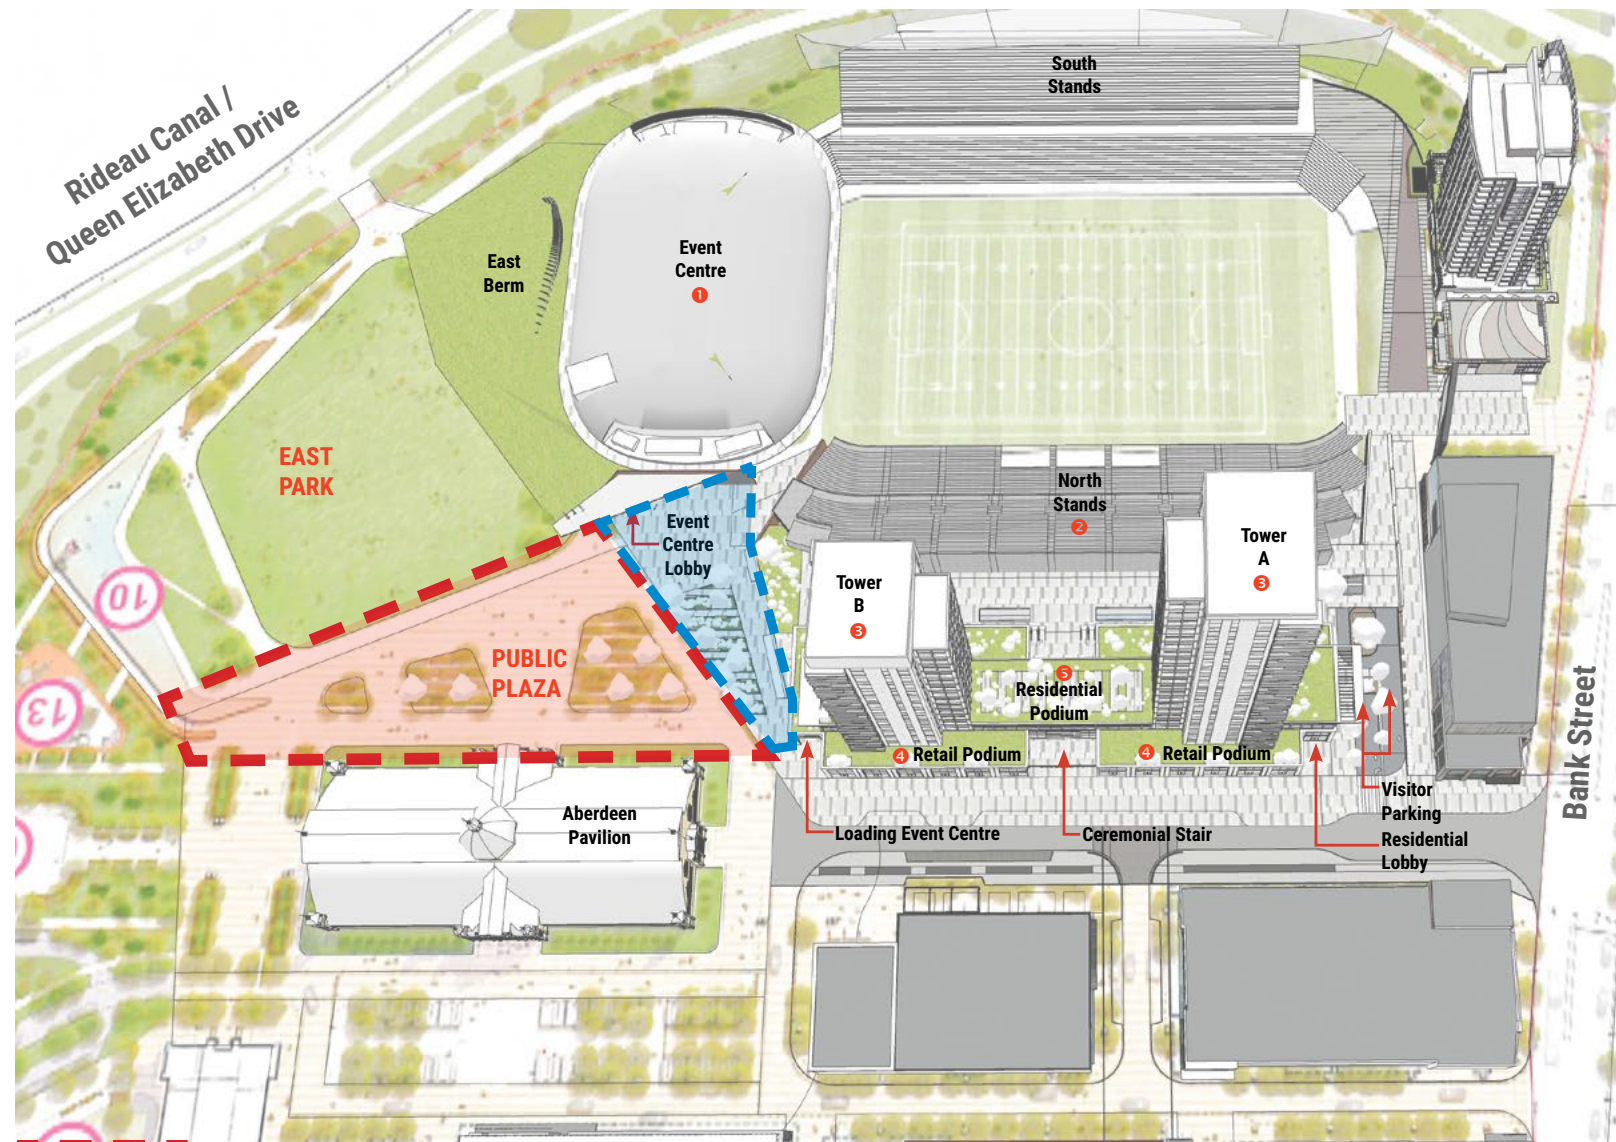 Rideau Canal /
Queen Elizabeth Drive
South
Stands
East
Berm
Event
Centre
1
EAST
PARK
North
Stands
2
Event
Centre
Lobby
Tower
A
3
Tower
B
3
10
PUBLIC
PLAZA
5
Residential
Podium
13
4 Retail Podium
4 Retail Podium
Bank Street
Visitor
Parking
Aberdeen
Pavilion
Loading Event Centre
Ceremonial Stair
Residential
Lobby